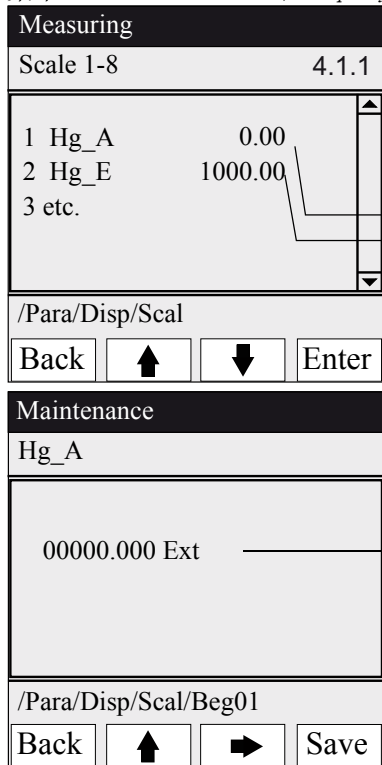 Measuring
Scale 1-8 4.1.1
1 Hg_A 0.00
2 Hg_E 1000.00
3 etc.
/Para/Disp/Scal
Back Enter
Maintenance
Hg_A
00000.000 Ext
/Para/Disp/Scal/Beg01
Back Save